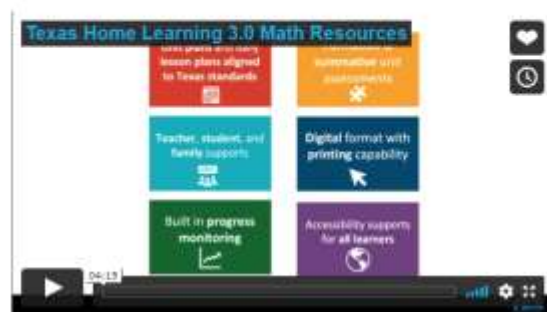 Texas Home Learning 3.0 Math Resources
lesson plans aligned
to Texas standards
summative unit
assessments
Teacher, student, and
family supports
Digital format with
printing capability
Built in progress
monitoring
Accessibility supports
for all learners
04:13